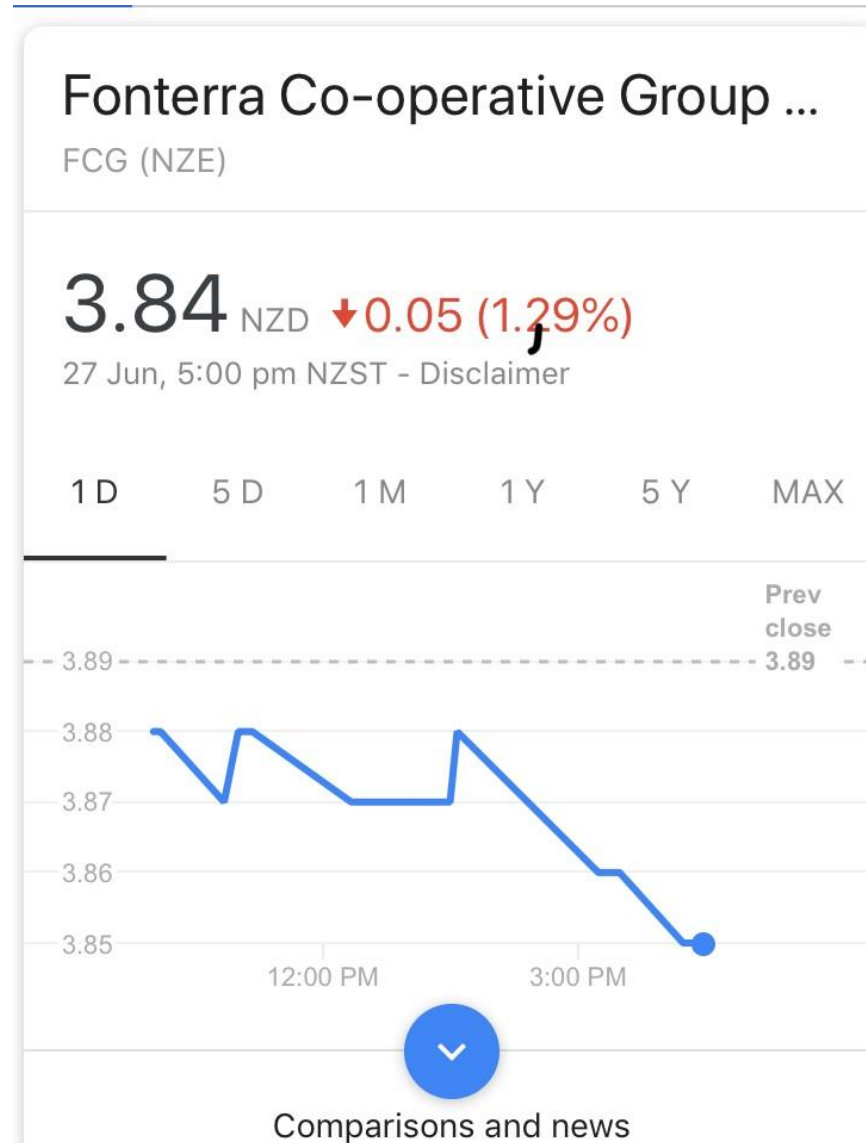 Fonterra Co-operative Group ...
FCG (NZE)
3.84 NZD 0.05 (1.29%)
27 Jun, 5:00 pm NZST - Disclaimer
1 D 5 D 1 M 1 Y 5 Y MAX
Prev
close
3.89 3.89
3.88
3.87
3.86
3.85
12:00 PM 3:00 PM
Comparisons and news